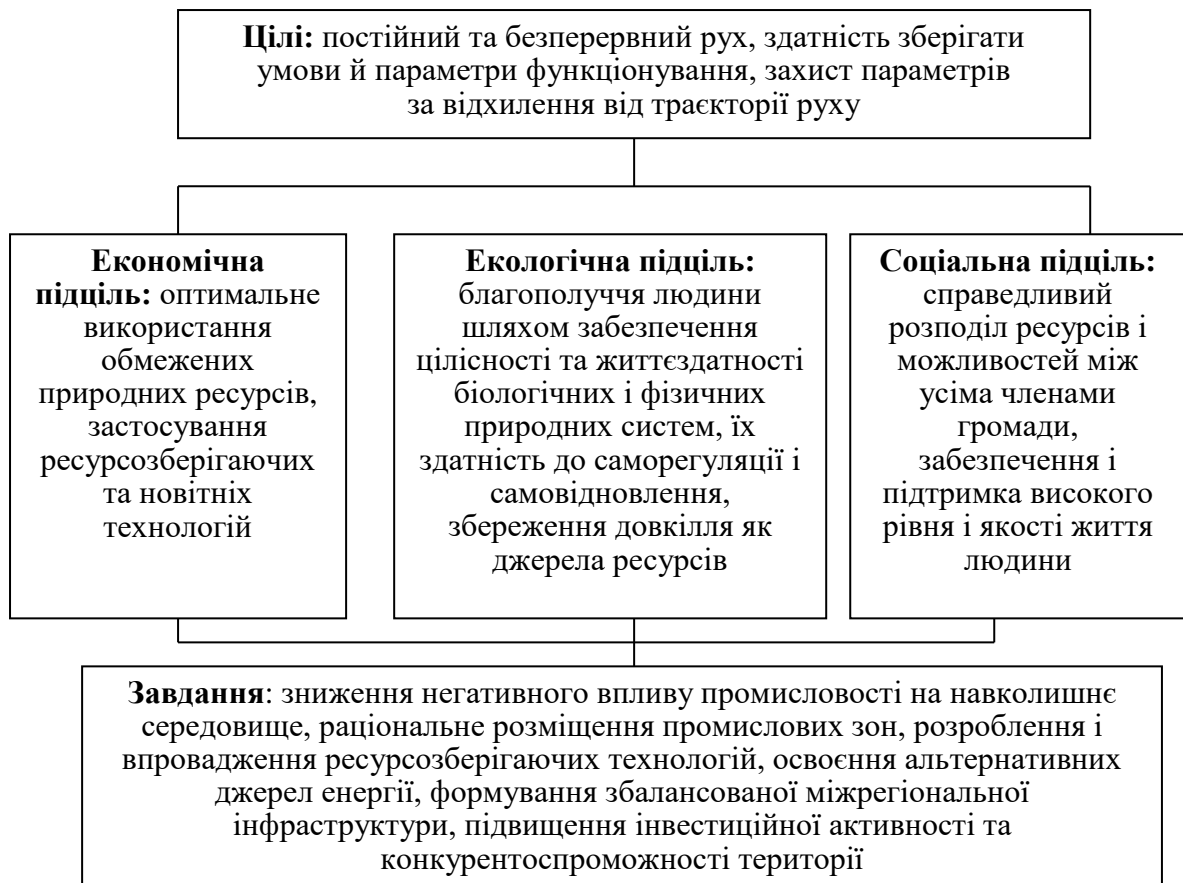 Цілі: постійний та безперервний рух, здатність зберігати
умови й параметри функціонування, захист параметрів
за відхилення від траєкторії руху
Економічна
підціль: оптимальне
використання
обмежених
природних ресурсів,
застосування
ресурсозберігаючих
та новітніх
технологій
Екологічна підціль:
благополуччя людини
шляхом забезпечення
цілісності та життєздатності
біологічних і фізичних
природних систем, їх
здатність до саморегуляції і
самовідновлення,
збереження довкілля як
джерела ресурсів
Соціальна підціль:
справедливий
розподіл ресурсів і
можливостей між
усіма членами
громади,
забезпечення і
підтримка високого
рівня і якості життя
людини
Завдання: зниження негативного впливу промисловості на навколишнє
середовище, раціональне розміщення промислових зон, розроблення і
впровадження ресурсозберігаючих технологій, освоєння альтернативних
джерел енергії, формування збалансованої міжрегіональної
інфраструктури, підвищення інвестиційної активності та
конкурентоспроможності території